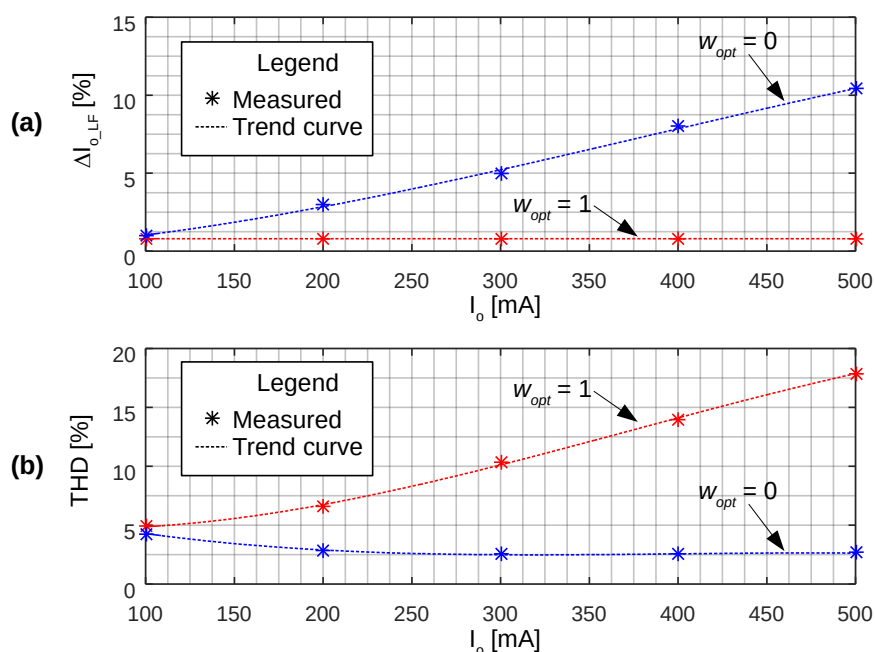 (a)
ΔI_o_LF [%]
15
10
5
0
Legend
Measured
Trend curve
w_opt = 0
w_opt = 1
100 150 200 250 300 350 400 450 500
I_o [mA]
(b)
THD [%]
20
15
10
5
0
Legend
Measured
Trend curve
w_opt = 1
w_opt = 0
100 150 200 250 300 350 400 450 500
I_o [mA]